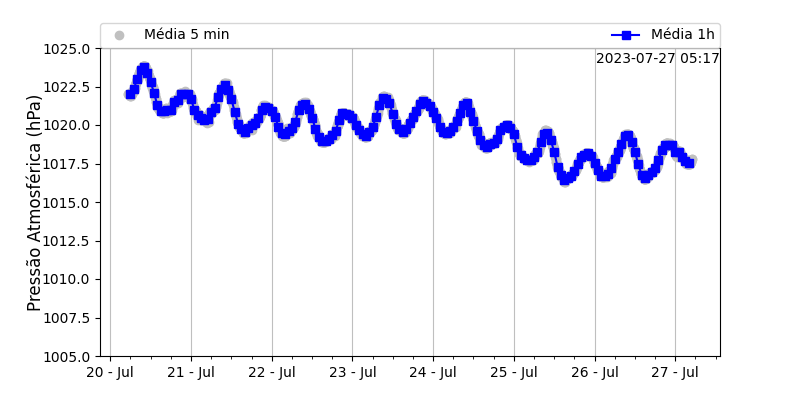 Média 5 min
Média 1h
2023-07-27 05:17
Pressão Atmosférica (hPa)
1025.0
1022.5
1020.0
1017.5
1015.0
1012.5
1010.0
1007.5
1005.0
20 - Jul
21 - Jul
22 - Jul
23 - Jul
24 - Jul
25 - Jul
26 - Jul
27 - Jul